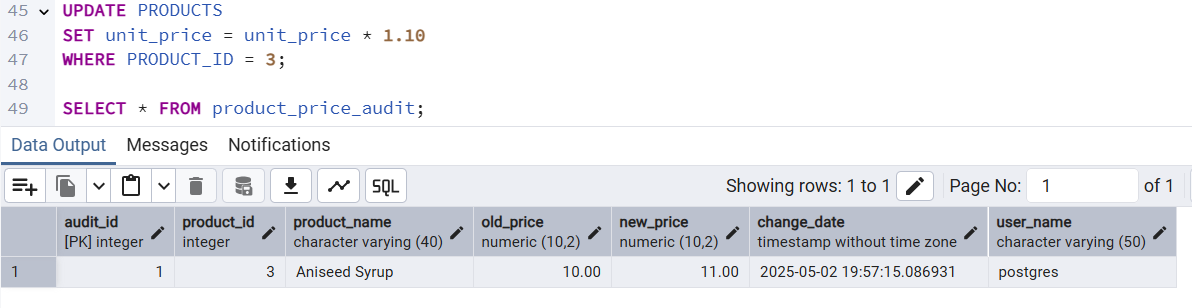 45 UPDATE PRODUCTS
46 SET unit_price = unit_price * 1.10
47 WHERE PRODUCT_ID = 3;
48
49 SELECT * FROM product_price_audit;
Data Output Messages Notifications
SQL Showing rows: 1 to 1 Page No: 1 of 1
audit_id product_id product_name old_price new_price change_date user_name
[PK] integer integer character varying (40) numeric (10,2) numeric (10,2) timestamp without time zone character varying (50)
1 1 3 Aniseed Syrup 10.00 11.00 2025-05-02 19:57:15.086931 postgres